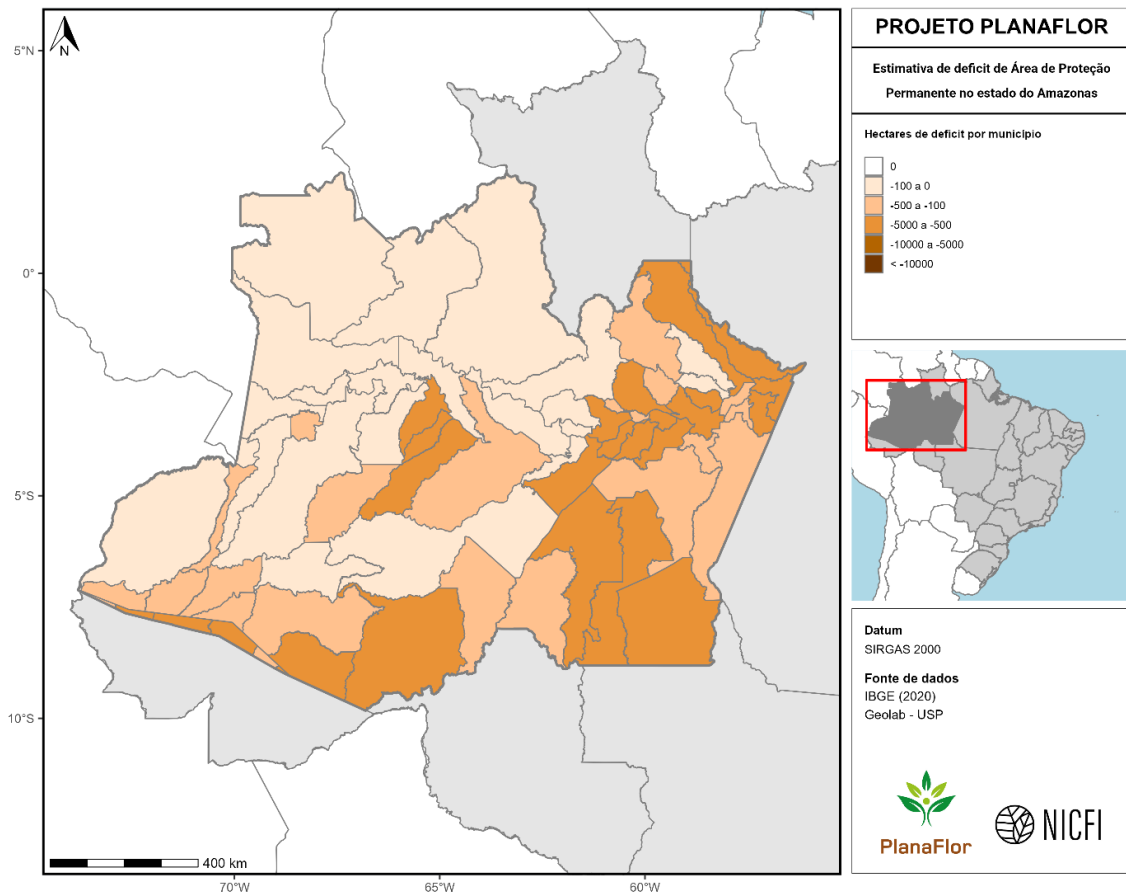 PROJETO PLANAFLOR
Estimativa de deficit de Área de Proteção
Permanente no estado do Amazonas
Hectares de deficit por município
0
-100 a 0
-500 a -100
-5000 a -500
-10000 a -5000
< -10000
N
5°N
0°
5°S
10°S
400 km
70°W
65°W
60°W
Datum
SIRGAS 2000
Fonte de dados
IBGE (2020)
Geolab - USP
PlanaFlor
NICFI